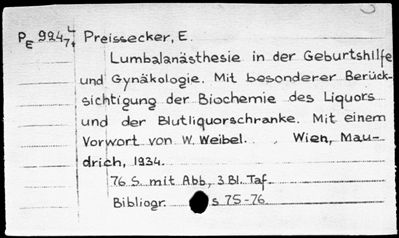 PE 9947⁴. Preissecker, E.
Lumbalanästhesie in der Geburtshilfe
und Gynäkologie. Mit besonderer Berück-
sichtigung der Biochemie des Liquors
und der Blutliquorschranke. Mit einem
Vorwort von W. Weibel. Wien, Mau-
drich, 1934.
76 S. mit Abb., 3 Bl. Taf.
Bibliogr. s 75-76.